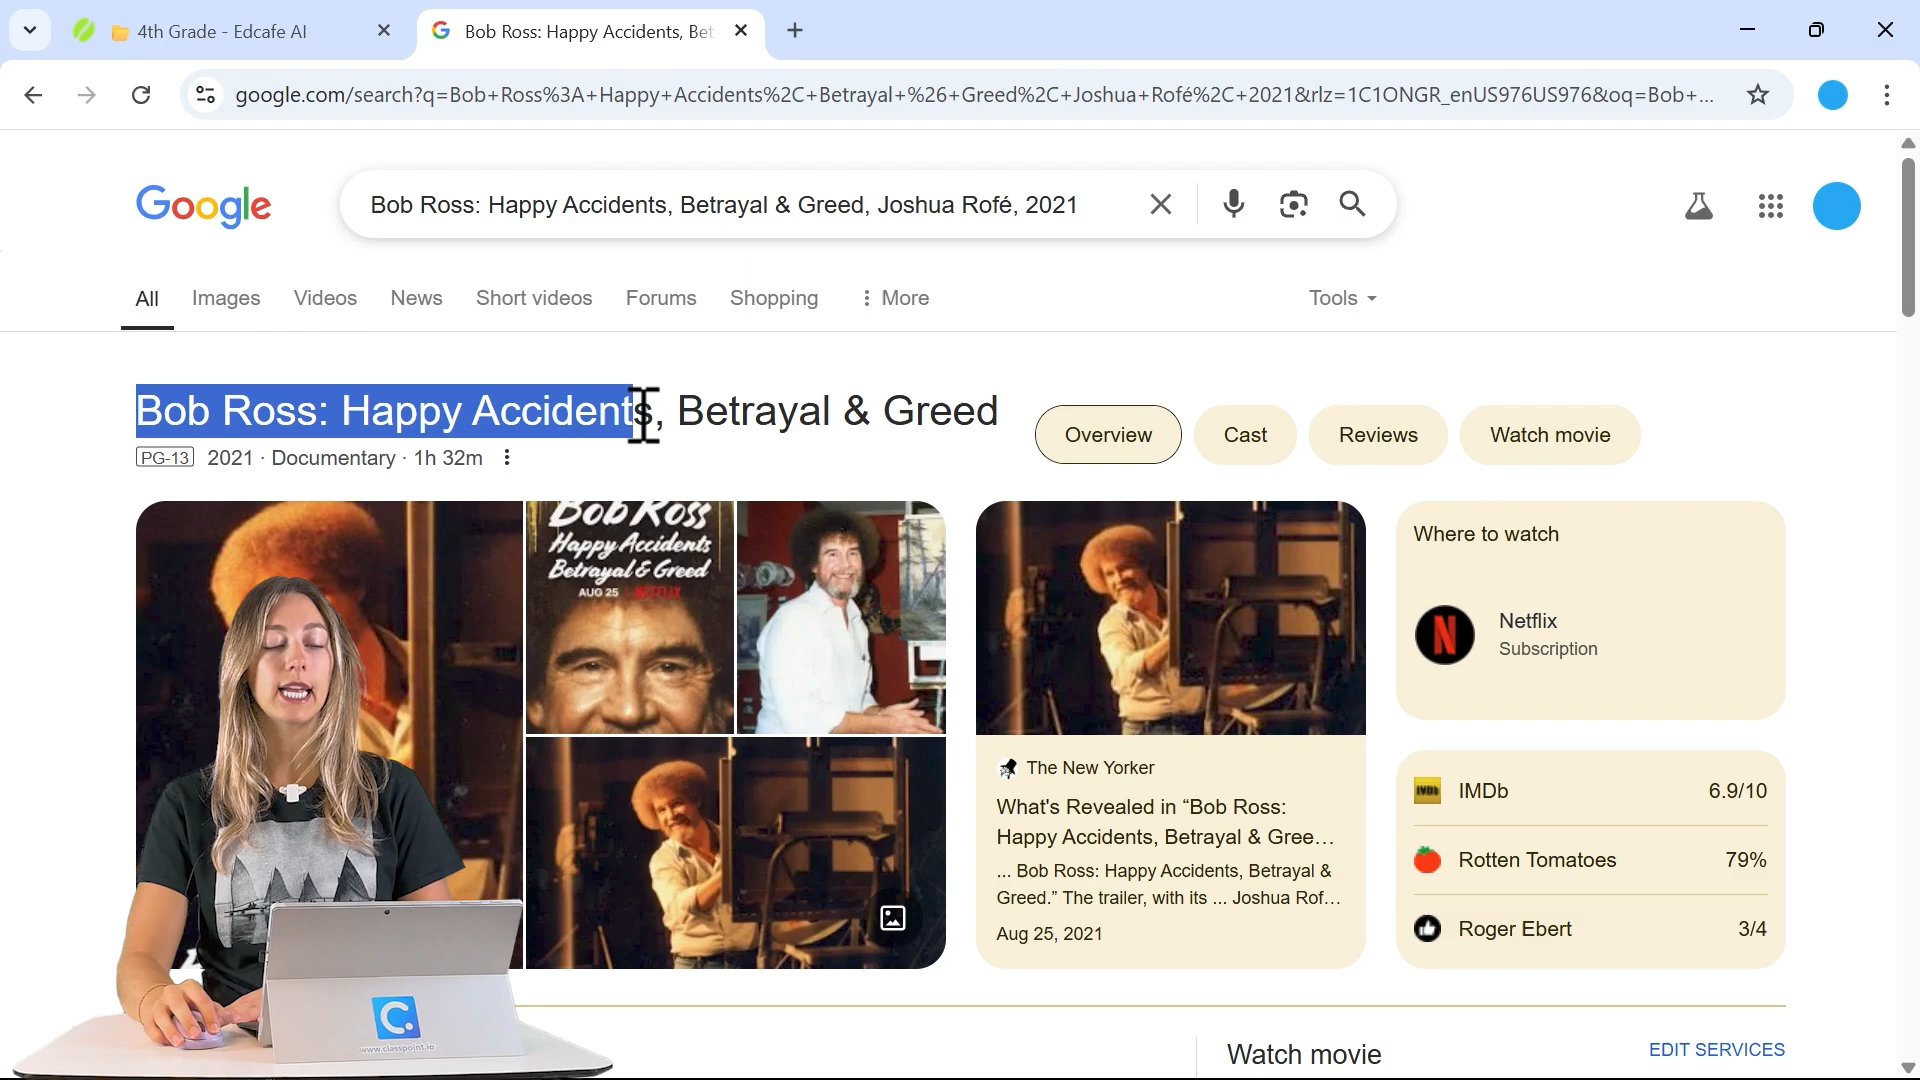 4th Grade - Edcafe AI
Bob Ross: Happy Accidents, Bet
google.com/search?q=Bob+Ross%3A+Happy+Accidents%2C+Betrayal+%26+Greed%2C+Joshua+Rofé%2C+2021&rlz=1C1ONGR_enUS976US976&oq=Bob+...
Google
Bob Ross: Happy Accidents, Betrayal & Greed, Joshua Rofé, 2021
All Images Videos News Short videos Forums Shopping More Tools
Bob Ross: Happy Accidents, Betrayal & Greed
Overview Cast Reviews Watch movie
PG-13 2021 · Documentary · 1h 32m
Bob Ross
Happy Accidents
Betrayal & Greed
AUG 25 NETFLIX
The New Yorker
What's Revealed in “Bob Ross:
Happy Accidents, Betrayal & Gree...
... Bob Ross: Happy Accidents, Betrayal &
Greed.” The trailer, with its ... Joshua Rof...
Aug 25, 2021
Where to watch
N
Netflix
Subscription
IMDb
IMDb 6.9/10
Rotten Tomatoes 79%
Roger Ebert 3/4
C.
www.classpoint.io
Watch movie
EDIT SERVICES